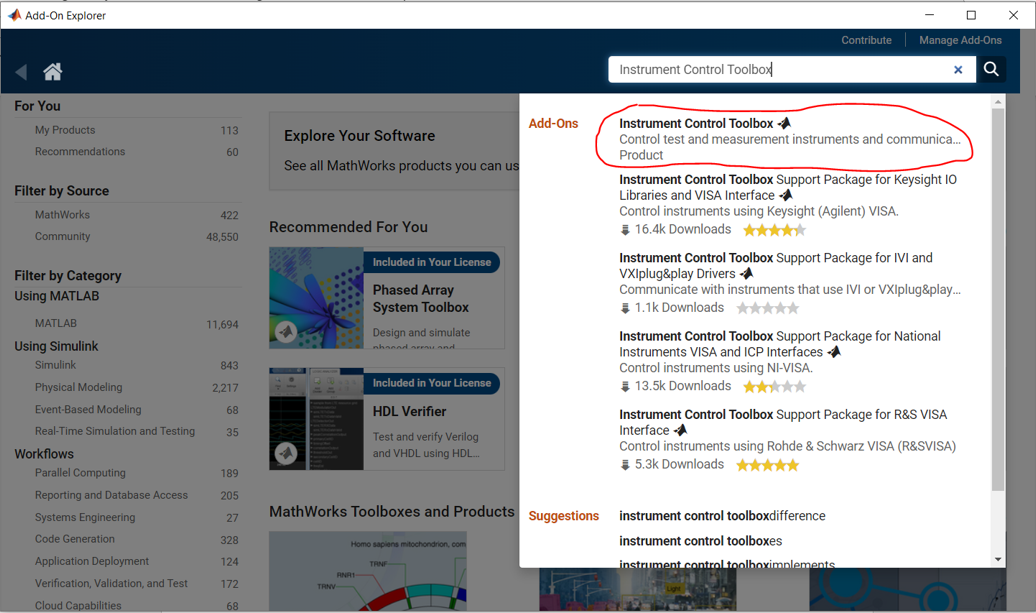 Add-On Explorer
Contribute
Manage Add-Ons
Instrument Control Toolbox
For You
My Products 113
Recommendations 60
Filter by Source
MathWorks 422
Community 48,550
Filter by Category
Using MATLAB
MATLAB 11,694
Using Simulink
Simulink 843
Physical Modeling 2,217
Event-Based Modeling 68
Real-Time Simulation and Testing 35
Workflows
Parallel Computing 189
Reporting and Database Access 205
Systems Engineering 27
Code Generation 328
Application Deployment 124
Verification, Validation, and Test 172
Cloud Capabilities 68
Explore Your Software
See all MathWorks products you can us
Recommended For You
Included in Your License
Phased Array
System Toolbox
Design and simulate
phased array and
Included in Your License
HDL Verifier
Test and verify Verilog
and VHDL using HDL...
MathWorks Toolboxes and Products
Homo sapiens mitochondrion, com
TRNF
RNR1
TRNV
Add-Ons
Instrument Control Toolbox
Control test and measurement instruments and communica...
Product
Instrument Control Toolbox Support Package for Keysight IO
Libraries and VISA Interface
Control instruments using Keysight (Agilent) VISA.
16.4k Downloads
Instrument Control Toolbox Support Package for IVI and
VXIplug&play Drivers
Communicate with instruments that use IVI or VXIplug&play...
1.1k Downloads
Instrument Control Toolbox Support Package for National
Instruments VISA and ICP Interfaces
Control instruments using NI-VISA.
13.5k Downloads
Instrument Control Toolbox Support Package for R&S VISA
Interface
Control instruments using Rohde & Schwarz VISA (R&SVISA)
5.3k Downloads
Suggestions
instrument control toolboxdifference
instrument control toolboxes
instrument control toolboximplements
Light